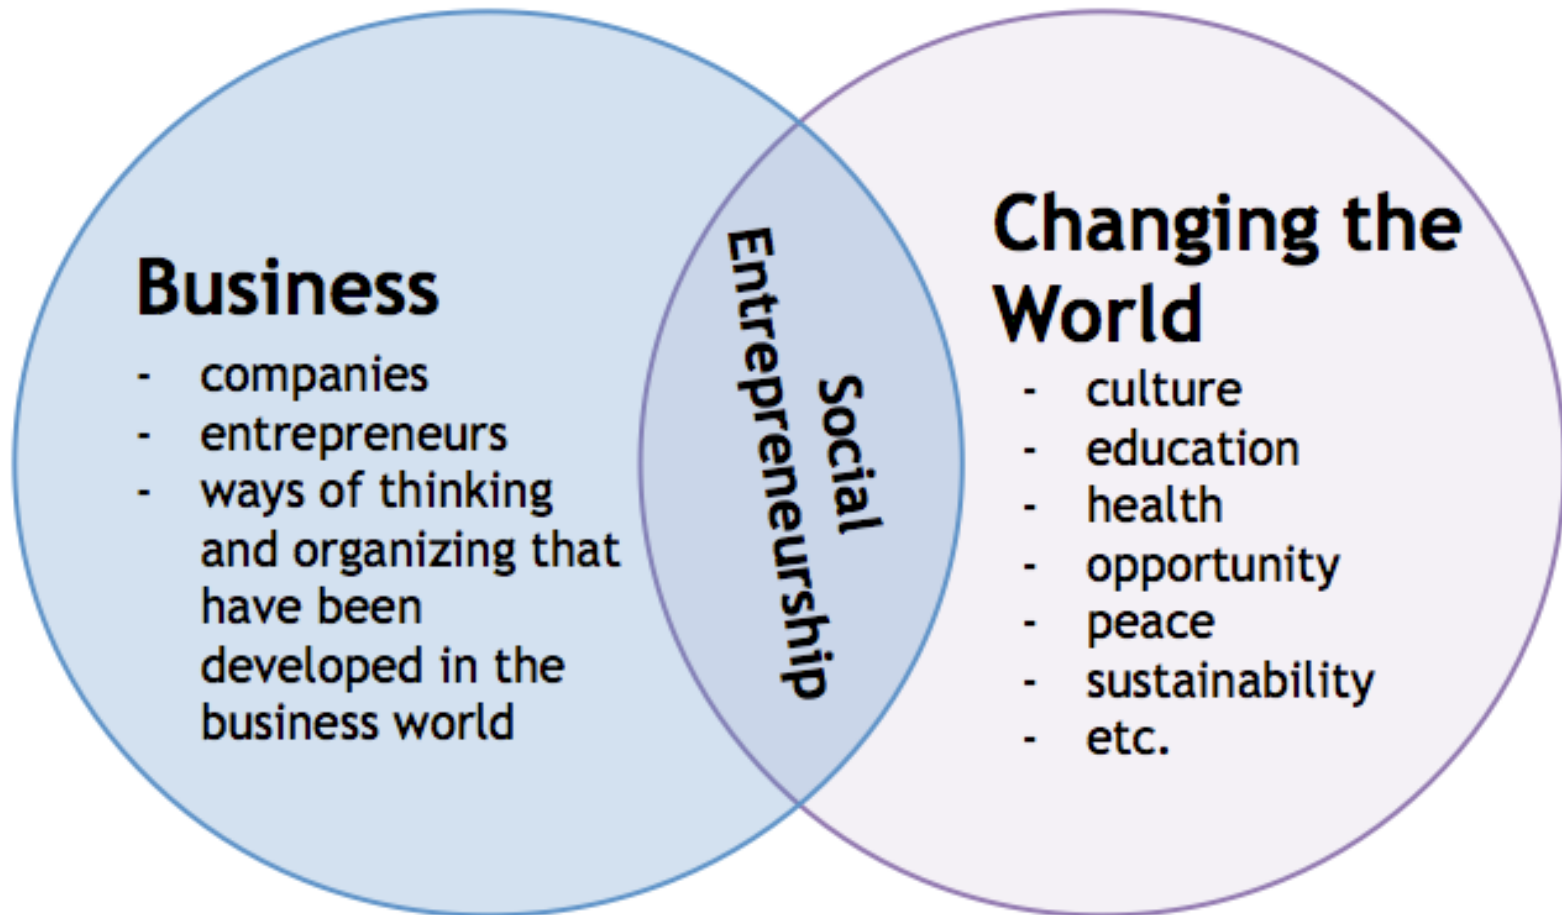 Business
- companies
- entrepreneurs
- ways of thinking
and organizing that
have been
developed in the
business world
Social
Entrepreneurship
Changing the
World
- culture
- education
- health
- opportunity
- peace
- sustainability
- etc.